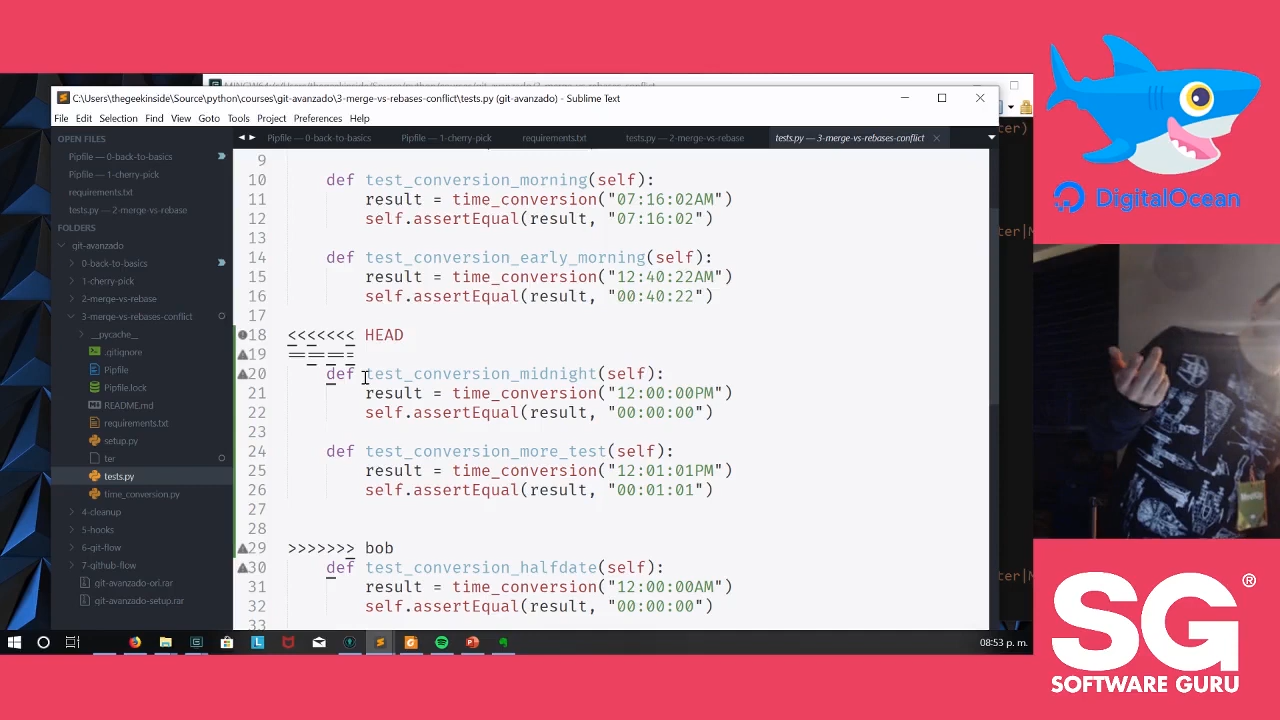 C:\Users\thegeekinside\Source\python\courses\git-avanzado\3-merge-vs-rebases-conflict\tests.py (git-avanzado) - Sublime Text
File Edit Selection Find View Goto Tools Project Preferences Help
OPEN FILES
Pipfile — 0-back-to-basics
Pipfile — 1-cherry-pick
requirements.txt
tests.py — 2-merge-vs-rebase
FOLDERS
git-avanzado
0-back-to-basics
1-cherry-pick
2-merge-vs-rebase
3-merge-vs-rebases-conflict
__pycache__
.gitignore
Pipfile
Pipfile.lock
README.md
requirements.txt
setup.py
ter
tests.py
time_conversion.py
4-cleanup
5-hooks
6-git-flow
7-github-flow
git-avanzado-ori.rar
git-avanzado-setup.rar
Pipfile — 0-back-to-basics Pipfile — 1-cherry-pick requirements.txt tests.py — 2-merge-vs-rebase tests.py — 3-merge-vs-rebases-conflict
9
10 def test_conversion_morning(self):
11 result = time_conversion("07:16:02AM")
12 self.assertEqual(result, "07:16:02")
13
14 def test_conversion_early_morning(self):
15 result = time_conversion("12:40:22AM")
16 self.assertEqual(result, "00:40:22")
17
18 <<<<<<< HEAD
19 =======
20 def test_conversion_midnight(self):
21 result = time_conversion("12:00:00PM")
22 self.assertEqual(result, "00:00:00")
23
24 def test_conversion_more_test(self):
25 result = time_conversion("12:01:01PM")
26 self.assertEqual(result, "00:01:01")
27
28
29 >>>>>>> bob
30 def test_conversion_halfdate(self):
31 result = time_conversion("12:00:00AM")
32 self.assertEqual(result, "00:00:00")
33
08:53 p. m.
ter)
ter|M
ter|M
DigitalOcean
SG®
SOFTWARE GURU